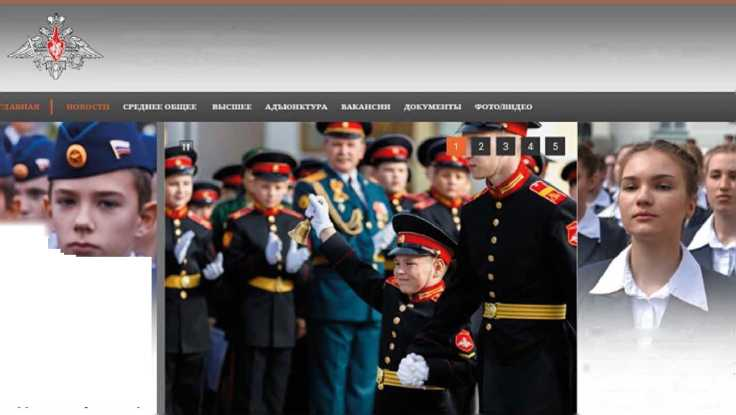 ГЛАВНАЯ НОВОСТИ СРЕДНЕЕ ОБЩЕЕ ВЫСШЕЕ АДЪЮНКТУРА ВАКАНСИИ ДОКУМЕНТЫ ФОТО/ВИДЕО
1 2 3 4 5